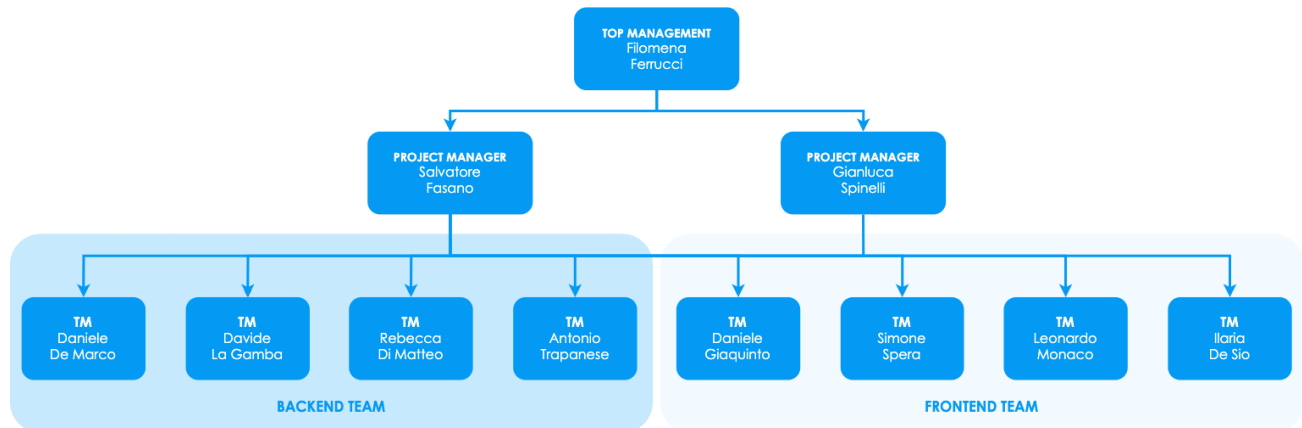 TOP MANAGEMENT
Filomena
Ferrucci
PROJECT MANAGER
Salvatore
Fasano
PROJECT MANAGER
Gianluca
Spinelli
TM
Daniele
De Marco
TM
Davide
La Gamba
TM
Rebecca
Di Matteo
TM
Antonio
Trapanese
TM
Daniele
Giaquinto
TM
Simone
Spera
TM
Leonardo
Monaco
TM
Ilaria
De Sio
BACKEND TEAM
FRONTEND TEAM